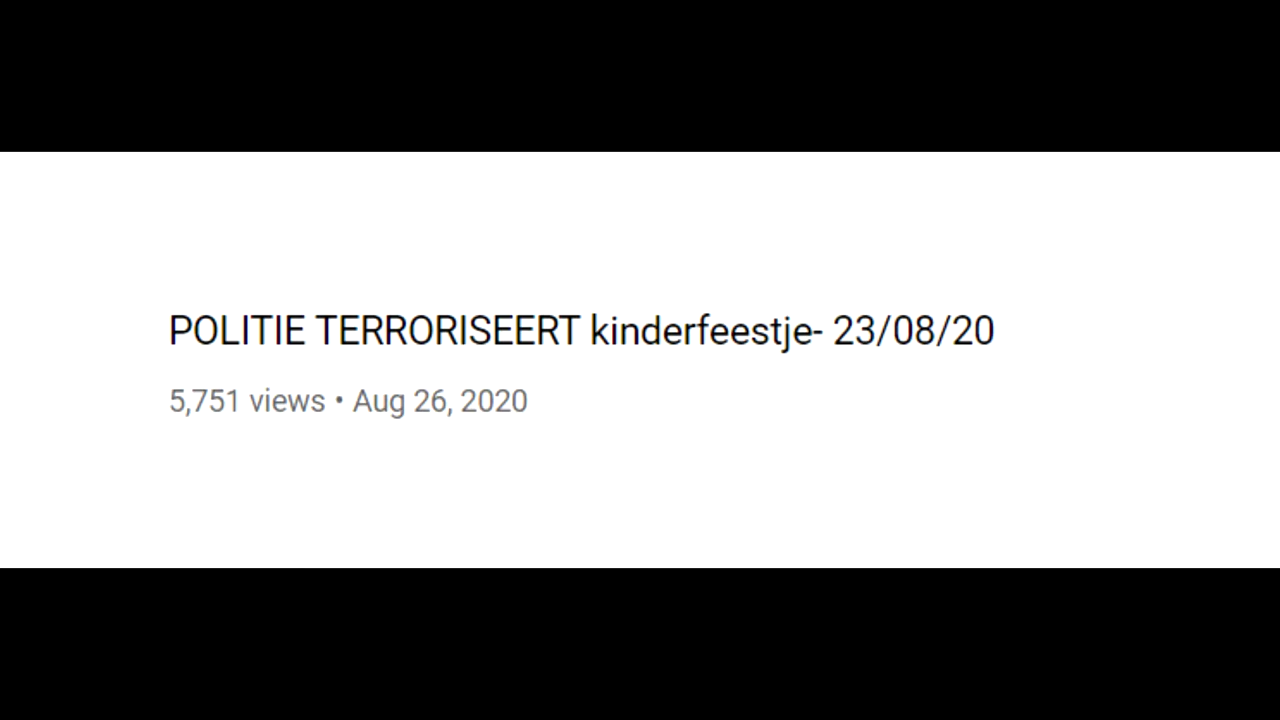 POLITIE TERRORISEERT kinderfeestje- 23/08/20
5,751 views • Aug 26, 2020